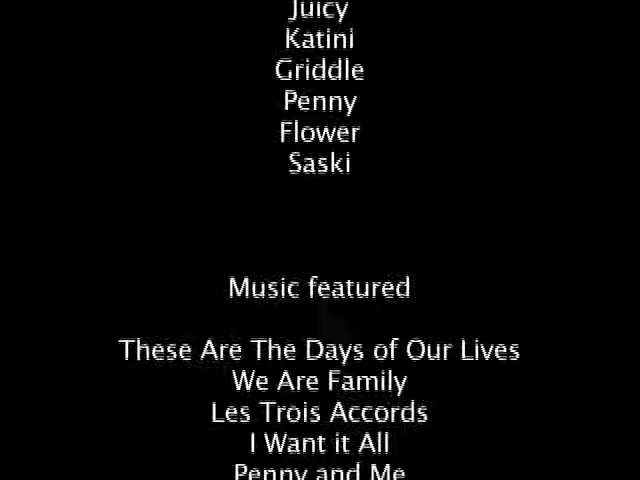 Juicy
Katini
Griddle
Penny
Flower
Saski
Music featured
These Are The Days of Our Lives
We Are Family
Les Trois Accords
I Want it All
Penny and Me